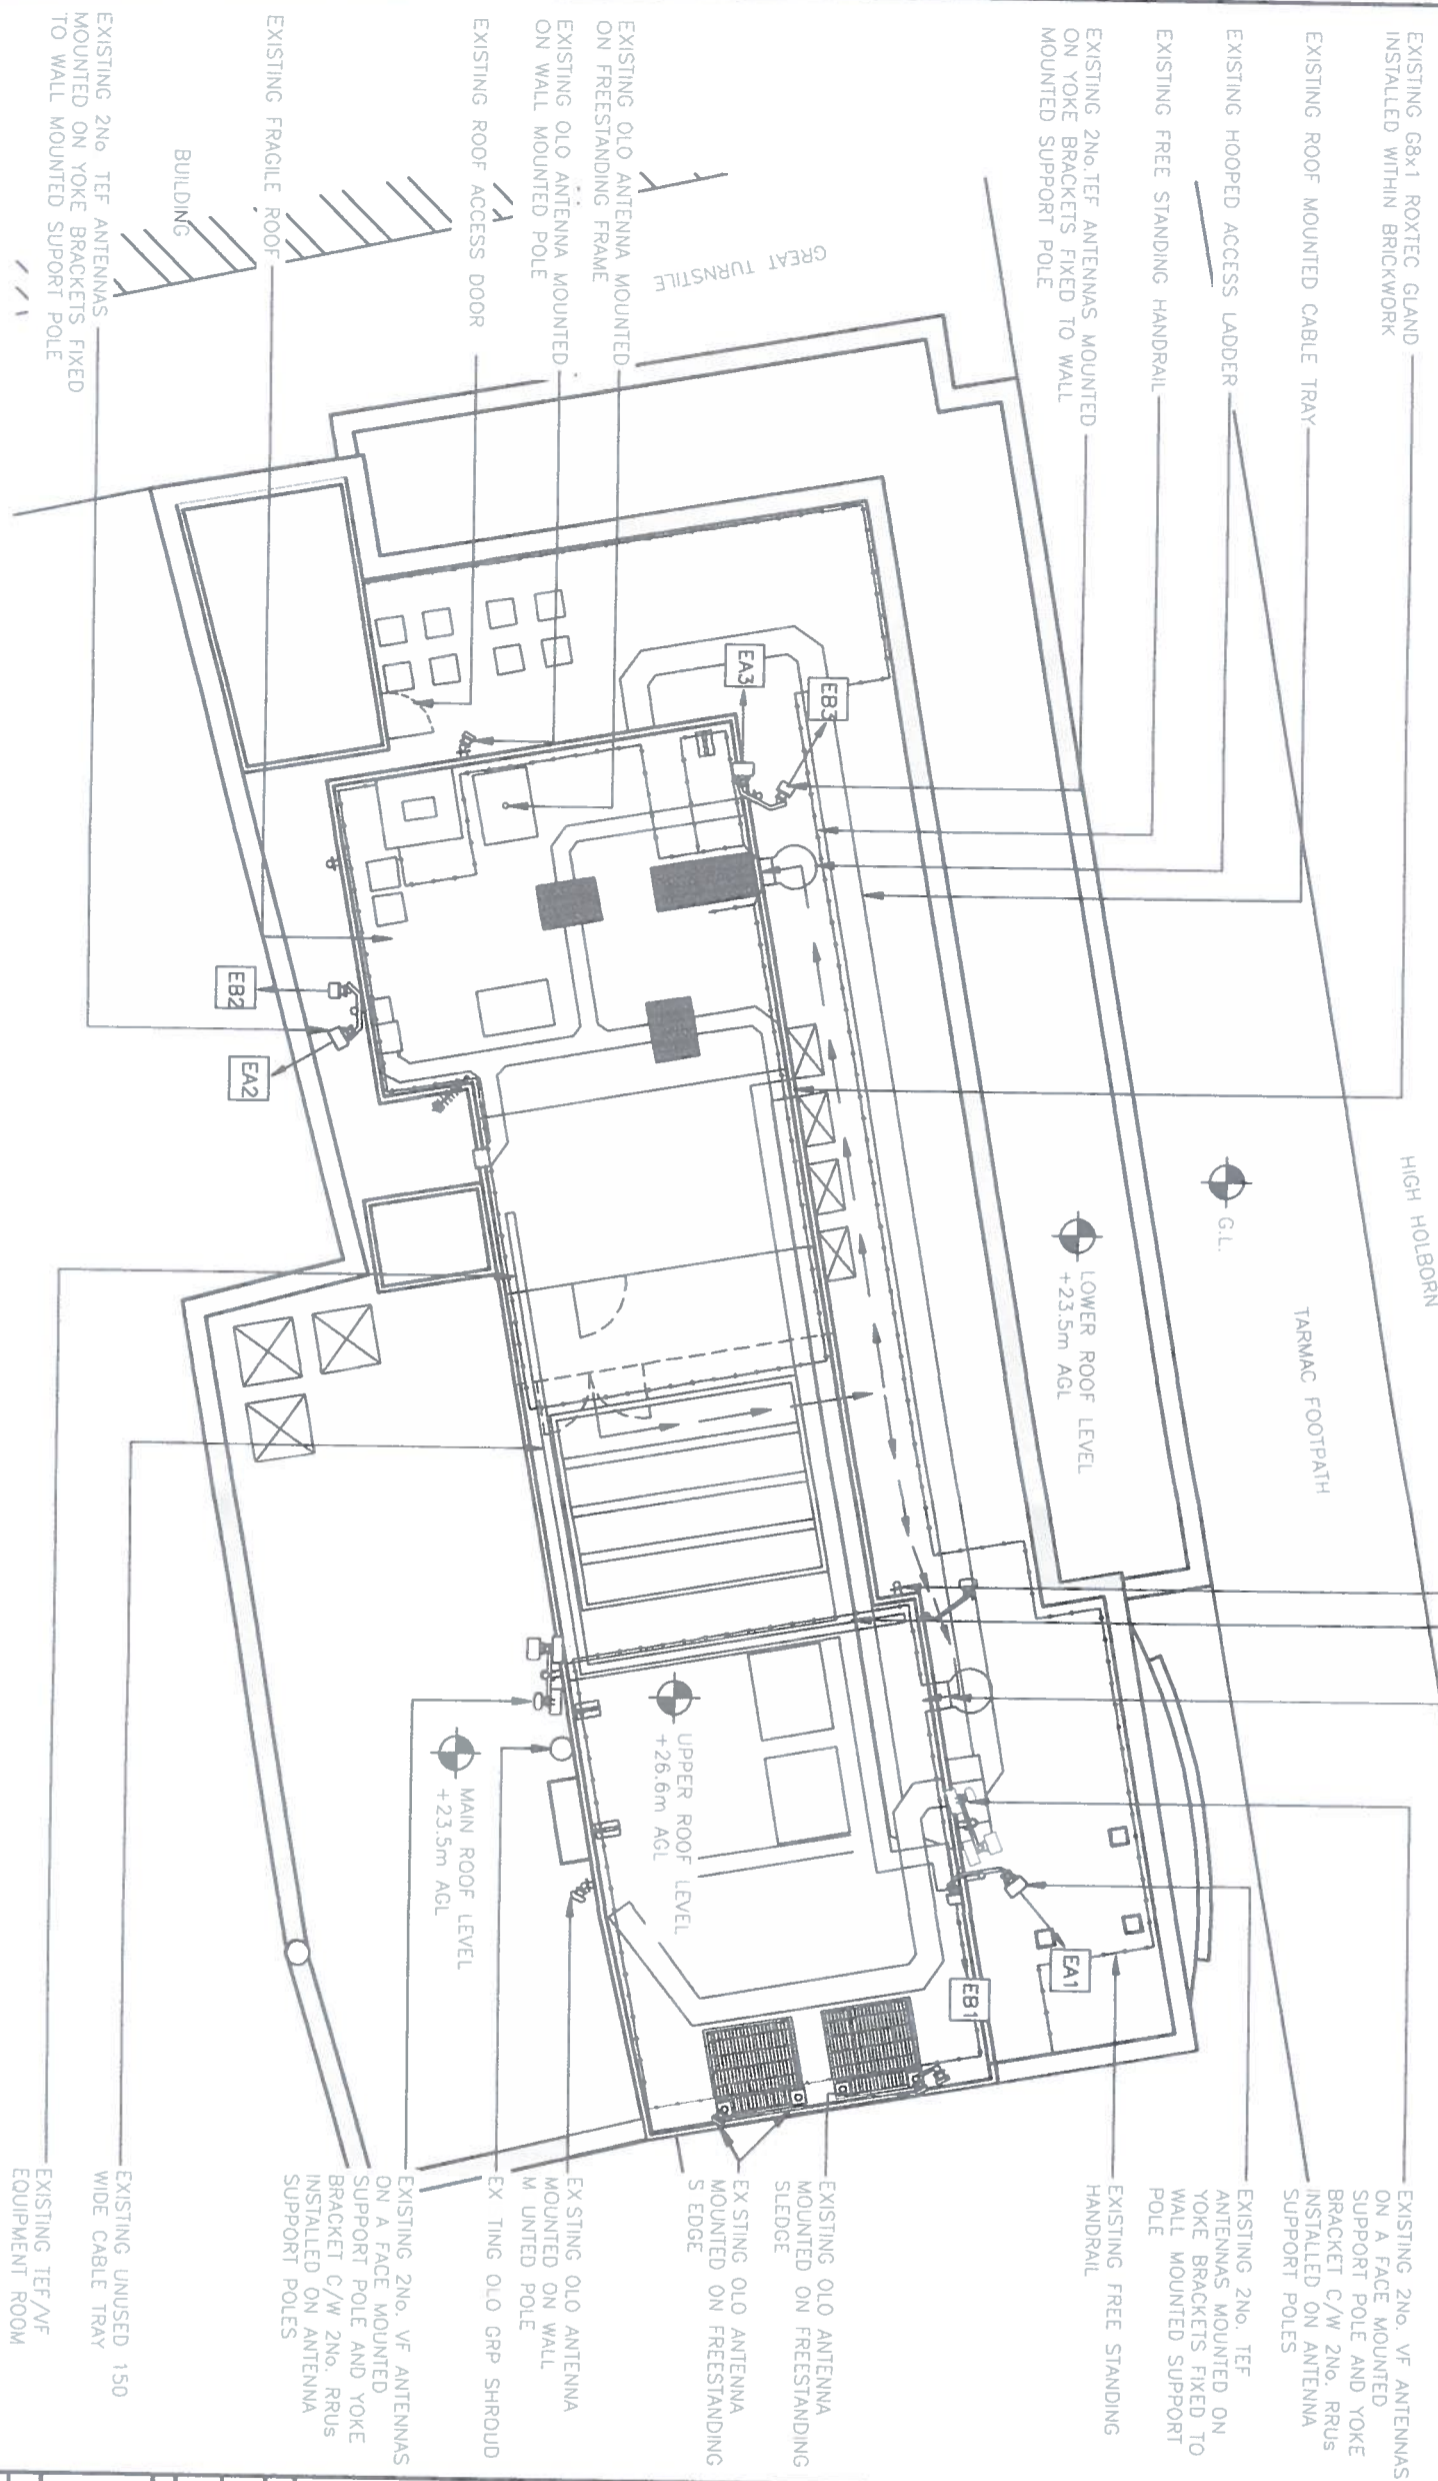 EXISTING G8x1 ROXTEC GLAND
INSTALLED WITHIN BRICKWORK
EXISTING ROOF MOUNTED CABLE TRAY
EXISTING HOOPED ACCESS LADDER
EXISTING FREE STANDING HANDRAIL
EXISTING 2No.TEF ANTENNAS MOUNTED
ON YOKE BRACKETS FIXED TO WALL
MOUNTED SUPPORT POLE
EXISTING OLO ANTENNA MOUNTED
ON FREESTANDING FRAME
EXISTING OLO ANTENNA MOUNTED
ON WALL MOUNTED POLE
EXISTING ROOF ACCESS DOOR
EXISTING FRAGILE ROOF
EXISTING 2No. TEF ANTENNAS
MOUNTED ON YOKE BRACKETS FIXED
TO WALL MOUNTED SUPORT POLE
BUILDING
GREAT TURNSTILE
EA3
EB3
EB2
EA2
HIGH HOLBORN
TARMAC FOOTPATH
G.L.
LOWER ROOF LEVEL
+23.5m AGL
UPPER ROOF LEVEL
+26.6m AGL
MAIN ROOF LEVEL
+23.5m AGL
EA1
EB1
EXISTING 2No. VF ANTENNAS
ON A FACE MOUNTED
SUPPORT POLE AND YOKE
BRACKET C/W 2No. RRUs
INSTALLED ON ANTENNA
SUPPORT POLES
EXISTING 2No. TEF
ANTENNAS MOUNTED ON
YOKE BRACKETS FIXED TO
WALL MOUNTED SUPPORT
POLE
EXISTING FREE STANDING
HANDRAIL
EXISTING OLO ANTENNA
MOUNTED ON FREESTANDING
SLEDGE
EX STING OLO ANTENNA
MOUNTED ON FREESTANDING
S EDGE
EX STING OLO ANTENNA
MOUNTED ON WALL
M UNTED POLE
EX TING OLO GRP SHROUD
EXISTING 2No. VF ANTENNAS
ON A FACE MOUNTED
SUPPORT POLE AND YOKE
BRACKET C/W 2No. RRUs
INSTALLED ON ANTENNA
SUPPORT POLES
EXISTING UNUSED 150
WIDE CABLE TRAY
EXISTING TEF/VF
EQUIPMENT ROOM